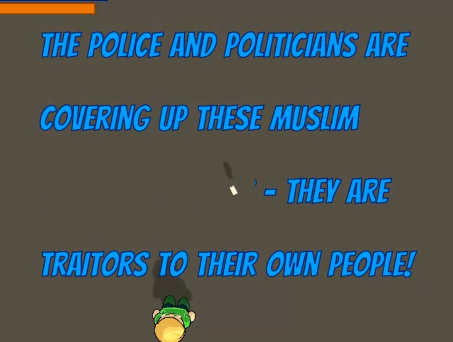 THE POLICE AND POLITICIANS ARE
COVERING UP THESE MUSLIM
- THEY ARE
TRAITORS TO THEIR OWN PEOPLE!